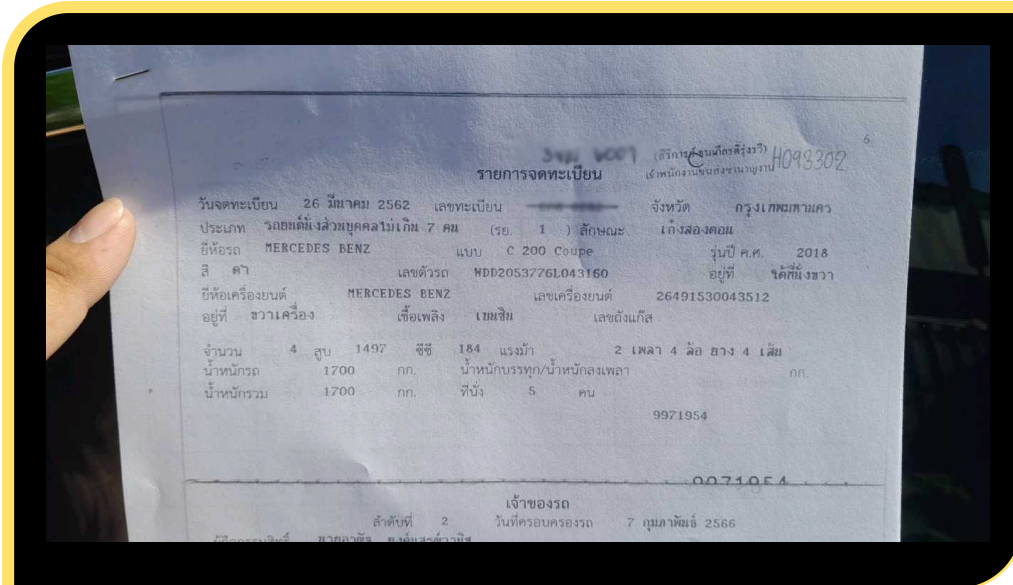 6
H093302
รายการจดทะเบียน เจ้าพนักงานขนส่งชำนาญงาน
วันจดทะเบียน 26 มีนาคม 2562 เลขทะเบียน จังหวัด กรุงเทพมหานคร
ประเภท รถยนต์นั่งส่วนบุคคลไม่เกิน 7 คน (รย. 1 ) ลักษณะ เก๋งสองตอน
ยี่ห้อรถ MERCEDES BENZ แบบ C 200 Coupe รุ่นปี ค.ศ. 2018
สี ดำ เลขตัวรถ WDD2053776L043160 อยู่ที่ ใต้ที่นั่งขวา
ยี่ห้อเครื่องยนต์ MERCEDES BENZ เลขเครื่องยนต์ 26491530043512
อยู่ที่ ขวาเครื่อง เชื้อเพลิง เบนซิน เลขถังแก๊ส
จำนวน 4 สูบ 1497 ซีซี 184 แรงม้า 2 เพลา 4 ล้อ ยาง 4 เส้น
น้ำหนักรถ 1700 กก. น้ำหนักบรรทุก/น้ำหนักลงเพลา กก.
น้ำหนักรวม 1700 กก. ที่นั่ง 5 คน
9971954
เจ้าของรถ
ลำดับที่ 2 วันที่ครอบครองรถ 7 กุมภาพันธ์ 2566